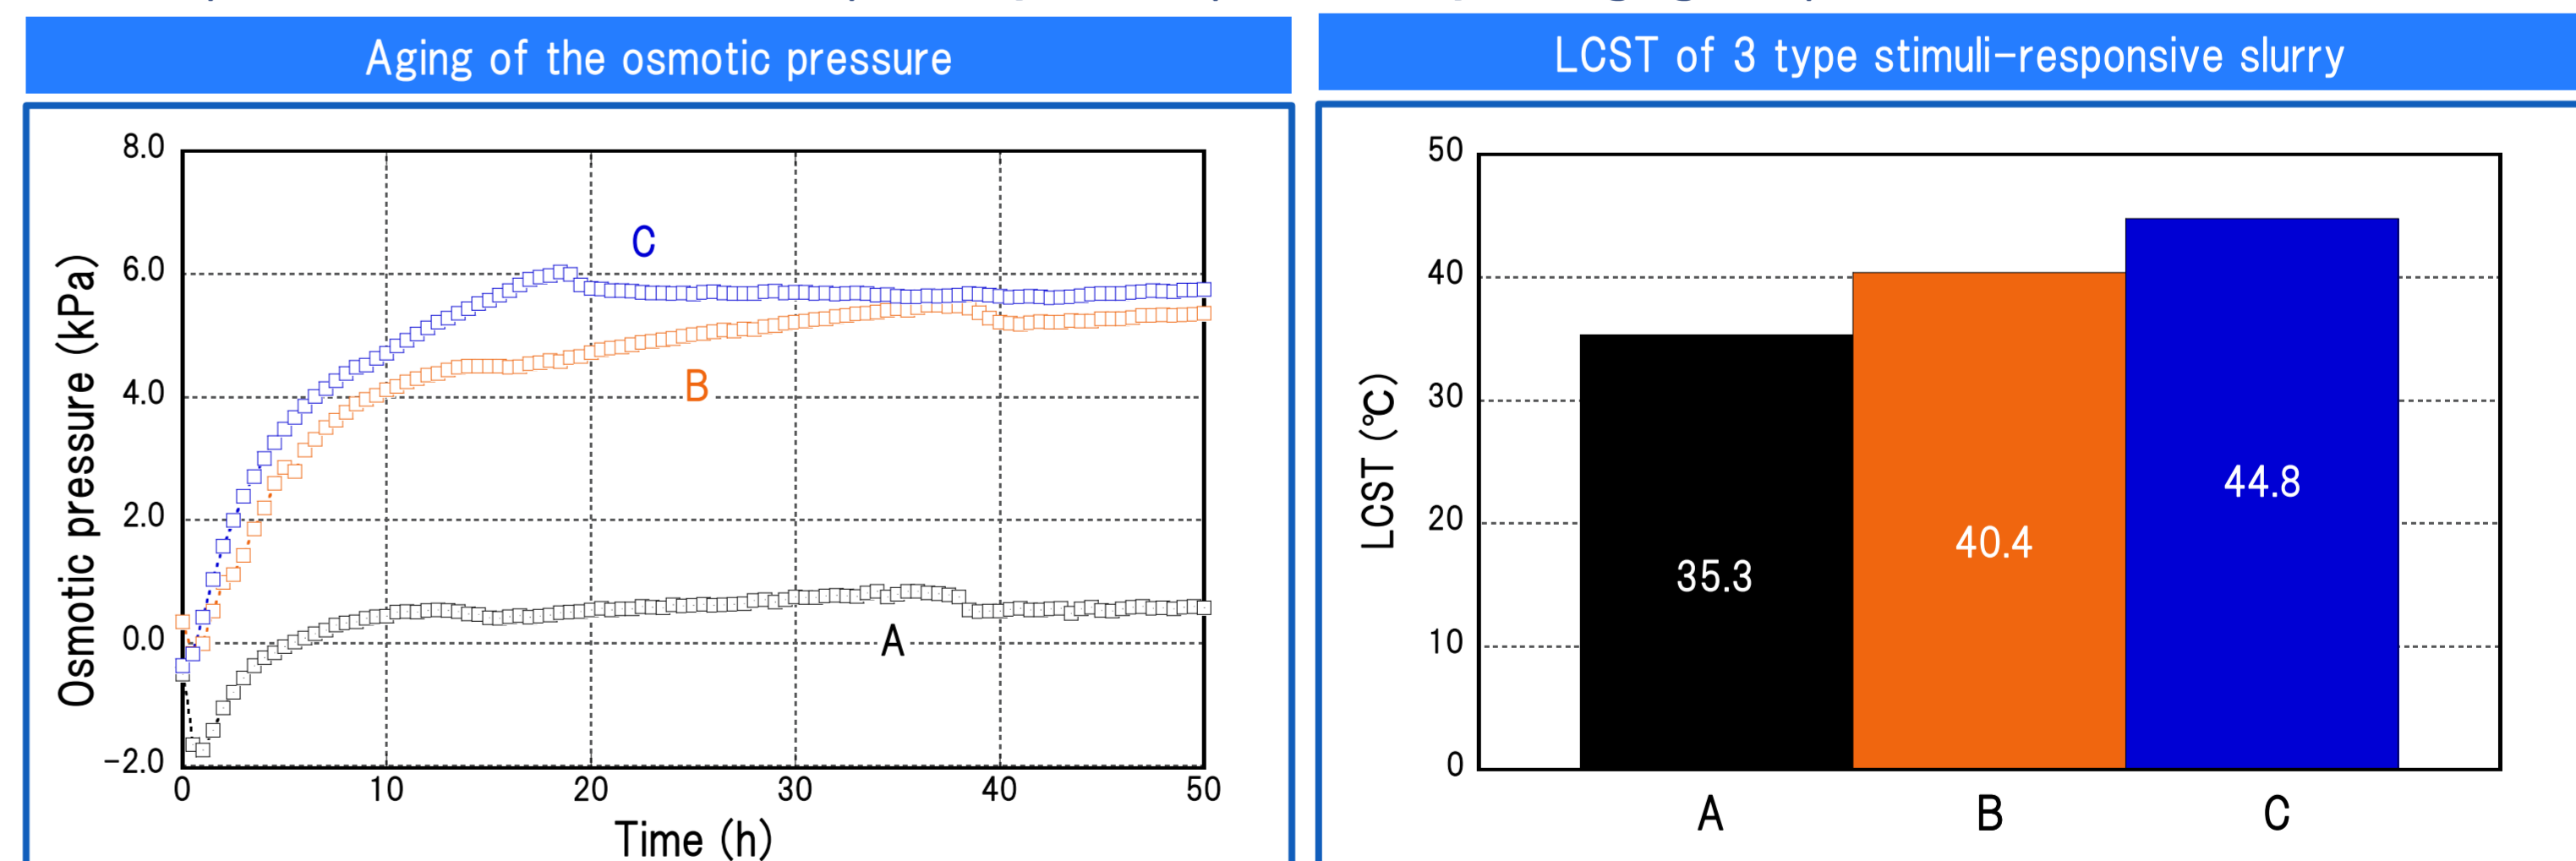 Aging of the osmotic pressure
8.0
6.0
4.0
2.0
0.0
-2.0
Osmotic pressure (kPa)
C
B
A
0 10 20 30 40 50
Time (h)
LCST of 3 type stimuli-responsive slurry
50
40
30
20
10
0
LCST (℃)
35.3
40.4
44.8
A B C